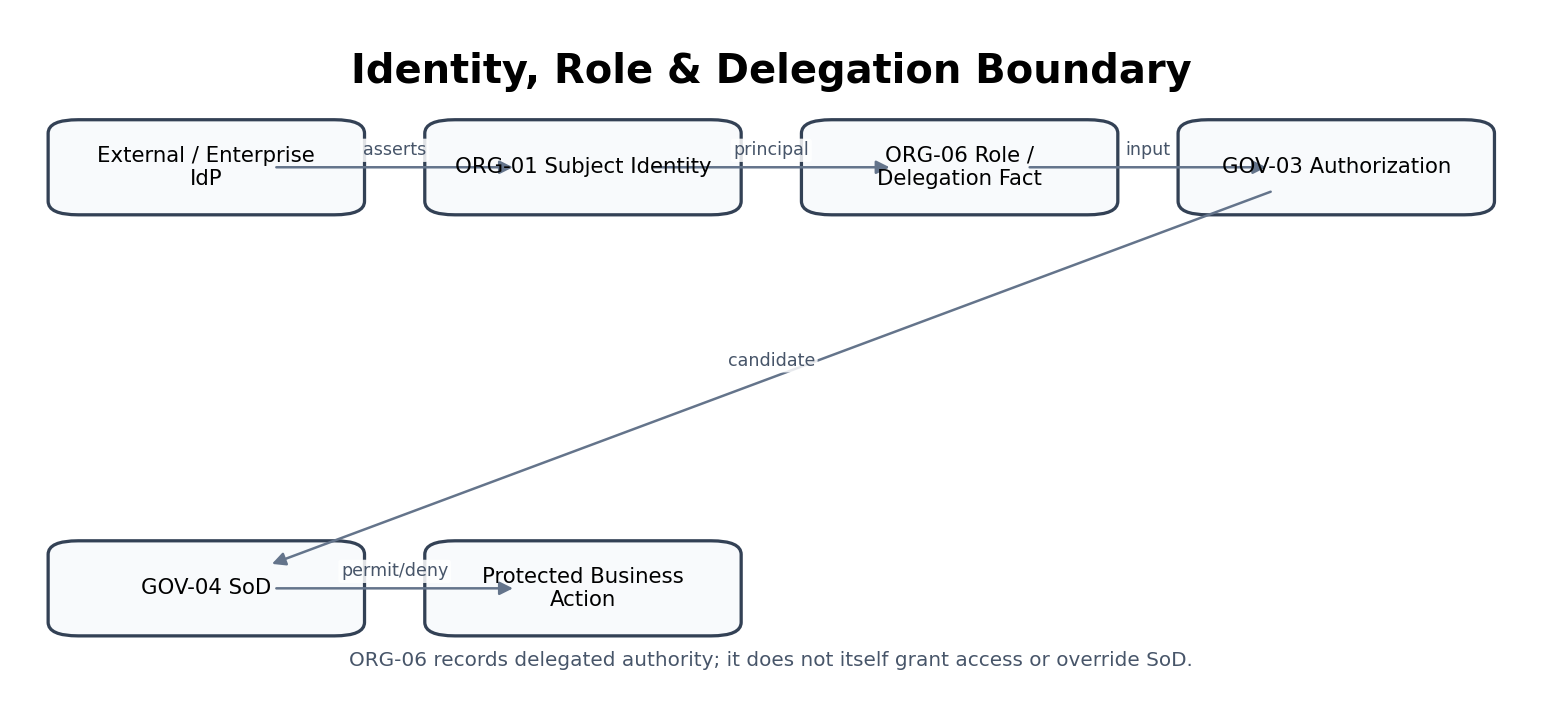 Identity, Role & Delegation Boundary
External / Enterprise
IdP
asserts
ORG-01 Subject Identity
principal
ORG-06 Role /
Delegation Fact
input
GOV-03 Authorization
candidate
GOV-04 SoD
permit/deny
Protected Business
Action
ORG-06 records delegated authority; it does not itself grant access or override SoD.